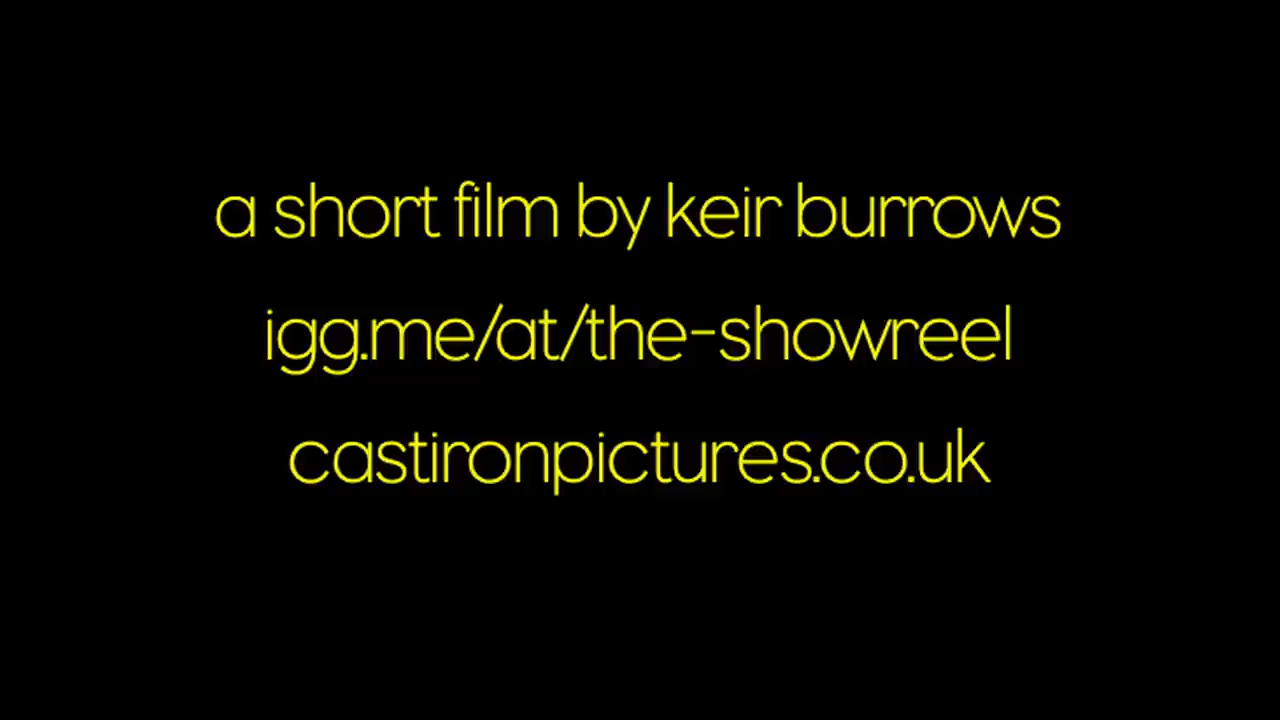 a short film by keir burrows
igg.me/at/the-showreel
castironpictures.co.uk